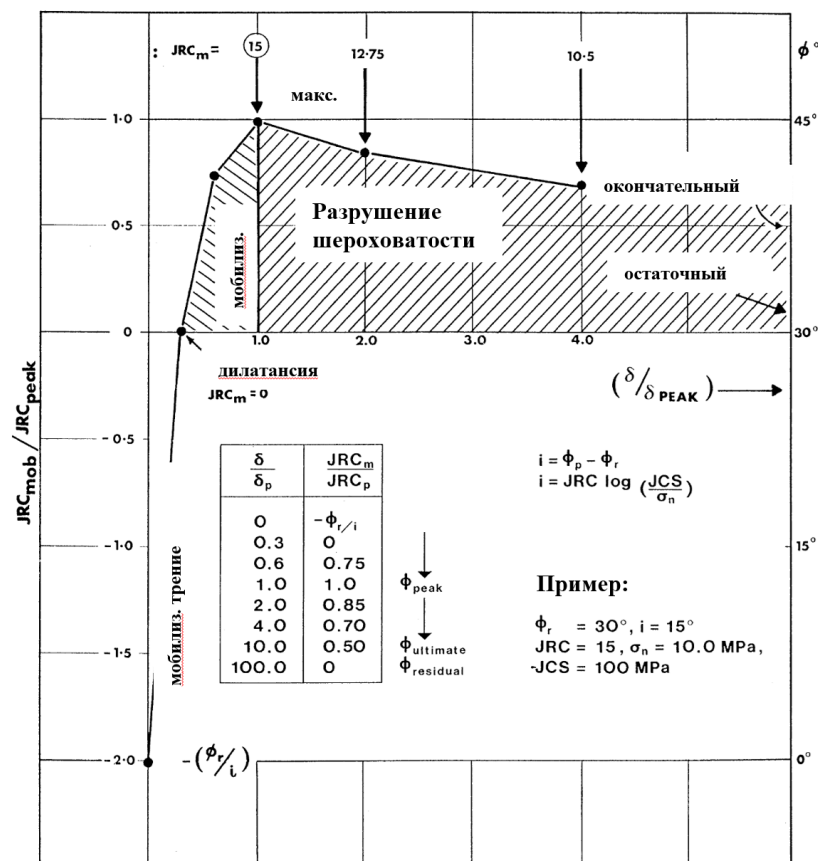 : JRCm= 15 12.75 10.5 ϕ°
макс.
1.0 45°
окончательный
Разрушение
шероховатости
0.5
мобилиз.
остаточный
0 1.0 2.0 3.0 4.0 30°
дилатансия
JRCm=0
(δ/δ PEAK)
JRCmob/JRCpeak
-0.5
δ/δp JRCm/JRCp
0 -ϕr/i
0.3 0
0.6 0.75
1.0 1.0 ϕpeak
2.0 0.85
4.0 0.70
10.0 0.50 ϕultimate
100.0 0 ϕresidual
i = ϕp - ϕr
i = JRC log (JCS/σn)
-1.0 15°
Пример:
ϕr = 30°, i = 15°
JRC = 15, σn = 10.0 MPa,
-JCS = 100 MPa
мобилиз. трение
-1.5
-2.0 -(ϕr/i) 0°